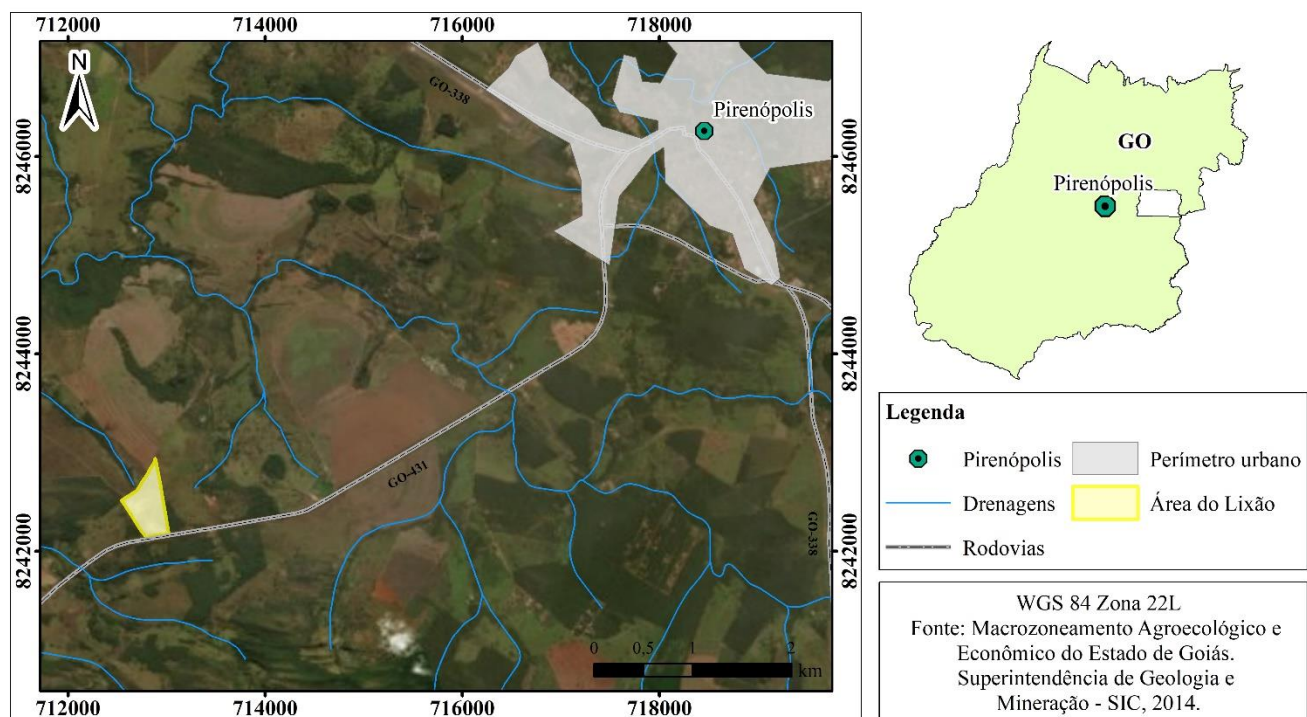 712000
714000
716000
718000
N
GO-338
Pirenópolis
8246000
8246000
8244000
8244000
GO-431
GO-338
8242000
8242000
0 0,5 1 2
km
712000
714000
716000
718000
GO
Pirenópolis
Legenda
Pirenópolis
Perímetro urbano
Drenagens
Área do Lixão
Rodovias
WGS 84 Zona 22L
Fonte: Macrozoneamento Agroecológico e
Econômico do Estado de Goiás.
Superintendência de Geologia e
Mineração - SIC, 2014.